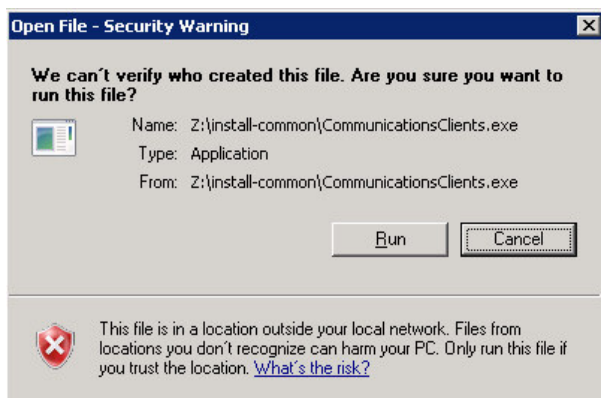 Open File - Security Warning
We can't verify who created this file. Are you sure you want to
run this file?
Name: Z:\install-common\CommunicationsClients.exe
Type: Application
From: Z:\install-common\CommunicationsClients.exe
Run Cancel
This file is in a location outside your local network. Files from
locations you don't recognize can harm your PC. Only run this file if
you trust the location. What's the risk?